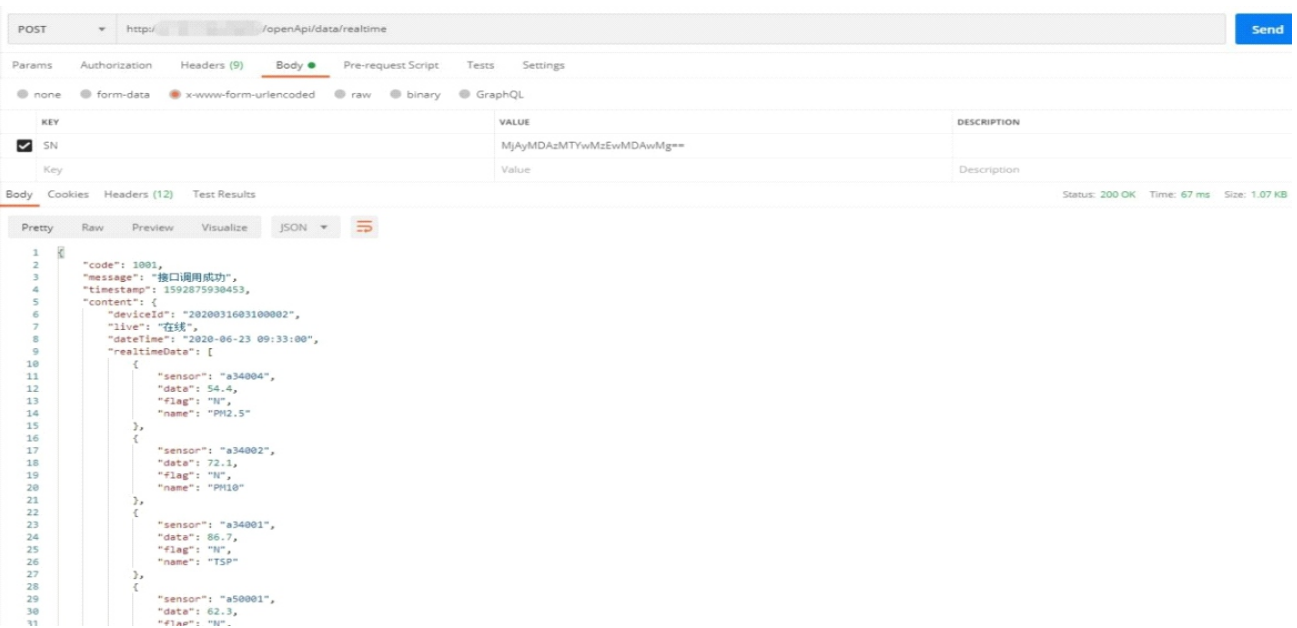 POST http:/ /openApi/data/realtime Send
Params Authorization Headers (9) Body Pre-request Script Tests Settings
none form-data x-www-form-urlencoded raw binary GraphQL
KEY VALUE DESCRIPTION
SN MjAyMDAzMTYwMzEwMDAwMg==
Key Value Description
Body Cookies Headers (12) Test Results Status: 200 OK Time: 67 ms Size: 1.07 KB
Pretty Raw Preview Visualize JSON
1 {
2 "code": 1001,
3 "message": "接口调用成功",
4 "timestamp": 1592875930453,
5 "content": {
6 "deviceId": "2020031603100002",
7 "live": "在线",
8 "dateTime": "2020-06-23 09:33:00",
9 "realtimeData": [
10 {
11 "sensor": "a34004",
12 "data": 54.4,
13 "flag": "N",
14 "name": "PM2.5"
15 },
16 {
17 "sensor": "a34002",
18 "data": 72.1,
19 "flag": "N",
20 "name": "PM10"
21 },
22 {
23 "sensor": "a34001",
24 "data": 86.7,
25 "flag": "N",
26 "name": "TSP"
27 },
28 {
29 "sensor": "a50001",
30 "data": 62.3,
31 "flag": "N",